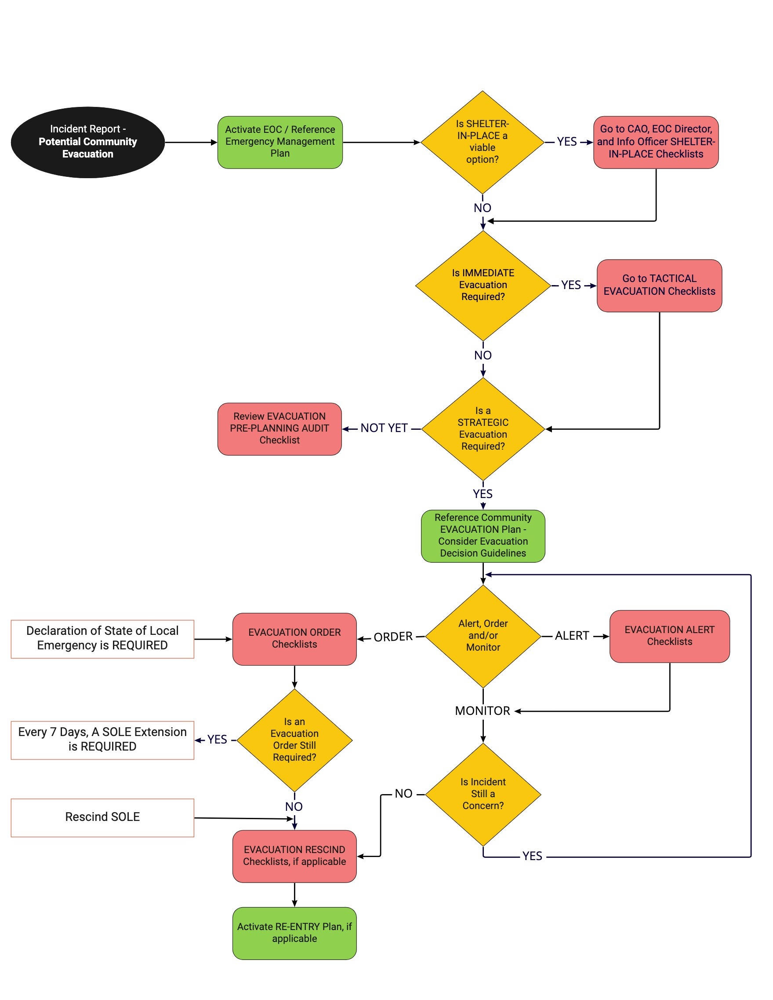 Incident Report -
Potential Community
Evacuation
Activate EOC / Reference
Emergency Management
Plan
Is SHELTER-
IN-PLACE a
viable
option?
YES
Go to CAO, EOC Director,
and Info Officer SHELTER-
IN-PLACE Checklists
NO
Is IMMEDIATE
Evacuation
Required?
YES
Go to TACTICAL
EVACUATION Checklists
NO
Is a
STRATEGIC
Evacuation
Required?
NOT YET
Review EVACUATION
PRE-PLANNING AUDIT
Checklist
YES
Reference Community
EVACUATION Plan -
Consider Evacuation
Decision Guidelines
Alert, Order
and/or
Monitor
ALERT
EVACUATION ALERT
Checklists
ORDER
EVACUATION ORDER
Checklists
Declaration of State of Local
Emergency is REQUIRED
MONITOR
Is an
Evacuation
Order Still
Required?
YES
Every 7 Days, A SOLE Extension
is REQUIRED
Is Incident
Still a
Concern?
NO
NO
Rescind SOLE
YES
EVACUATION RESCIND
Checklists, if applicable
Activate RE-ENTRY Plan, if
applicable